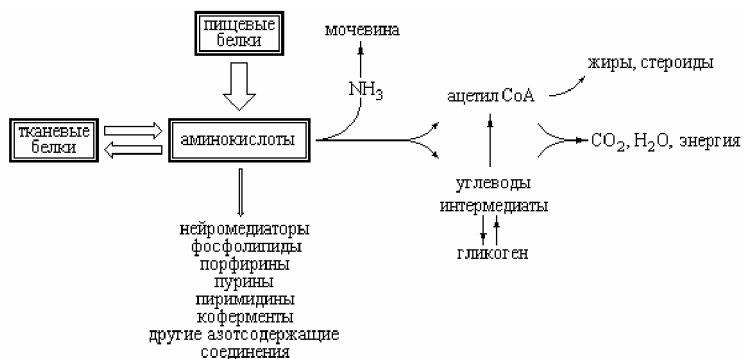 пищевые
белки
мочевина
NH3
жиры, стероиды
ацетил CoA
тканевые
белки
аминокислоты
CO2, H2O, энергия
углеводы
интермедиаты
гликоген
нейромедиаторы
фосфолипиды
порфирины
пурины
пиримидины
коферменты
другие азотсодержащие
соединения